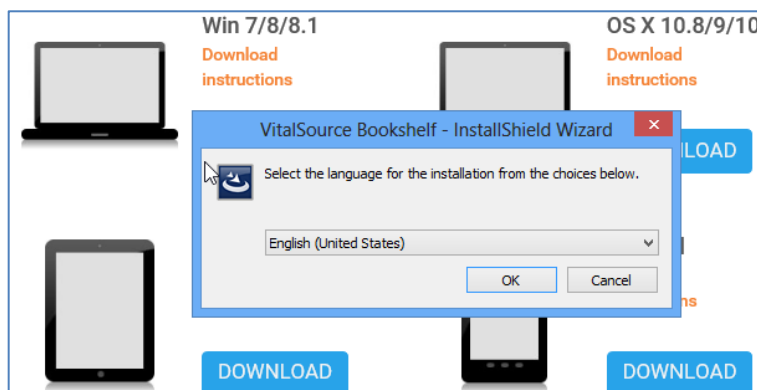 Win 7/8/8.1
Download
instructions
OS X 10.8/9/10
Download
instructions
VitalSource Bookshelf - InstallShield Wizard
Select the language for the installation from the choices below.
English (United States)
OK
Cancel
DOWNLOAD
DOWNLOAD